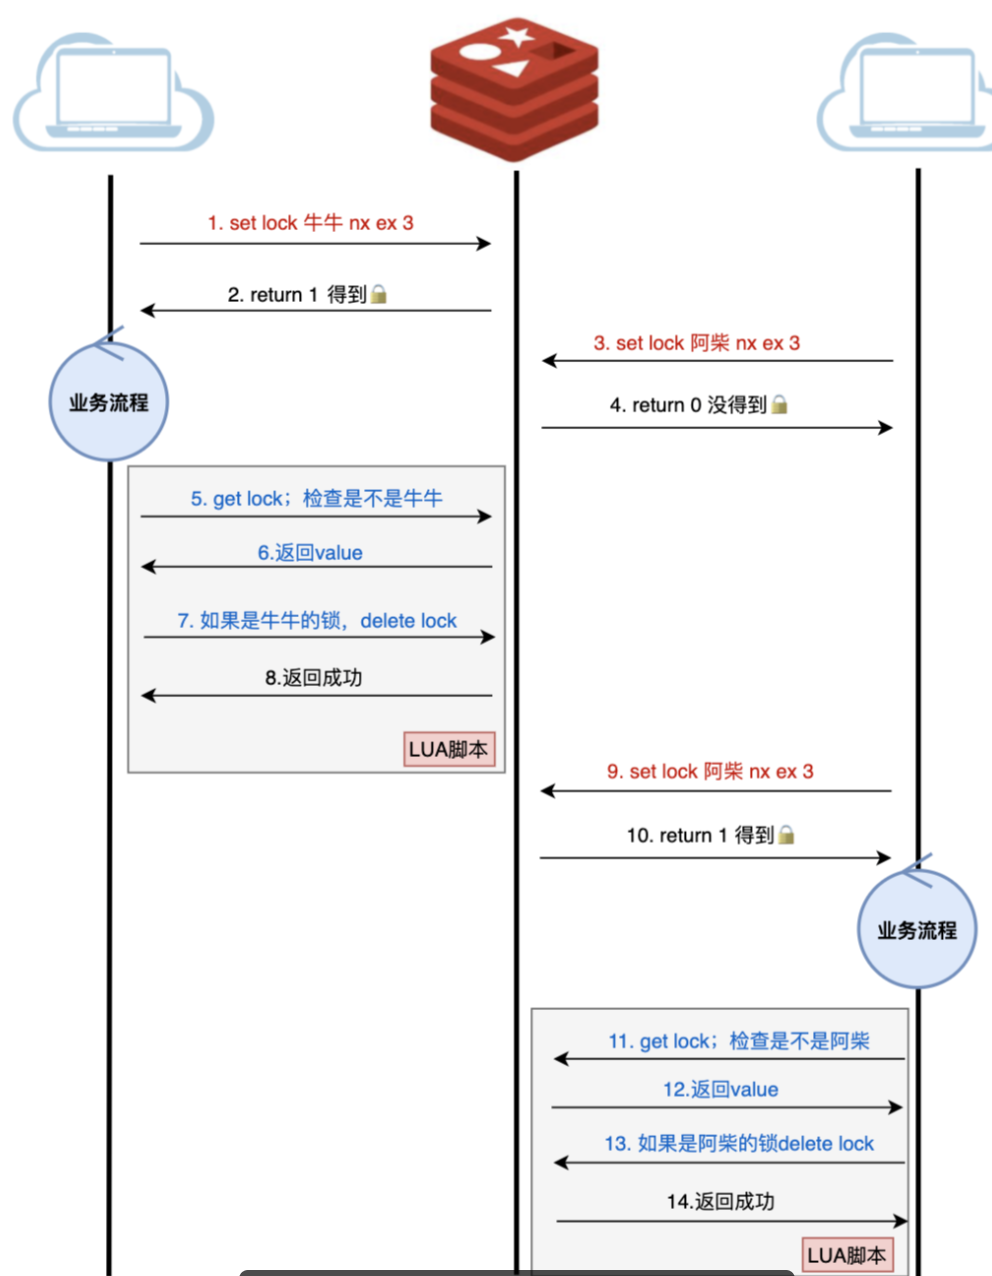 1. set lock 牛牛 nx ex 3
2. return 1 得到🔒
3. set lock 阿柴 nx ex 3
4. return 0 没得到🔒
业务流程
5. get lock；检查是不是牛牛
6.返回value
7. 如果是牛牛的锁，delete lock
8.返回成功
LUA脚本
9. set lock 阿柴 nx ex 3
10. return 1 得到🔒
业务流程
11. get lock；检查是不是阿柴
12.返回value
13. 如果是阿柴的锁delete lock
14.返回成功
LUA脚本